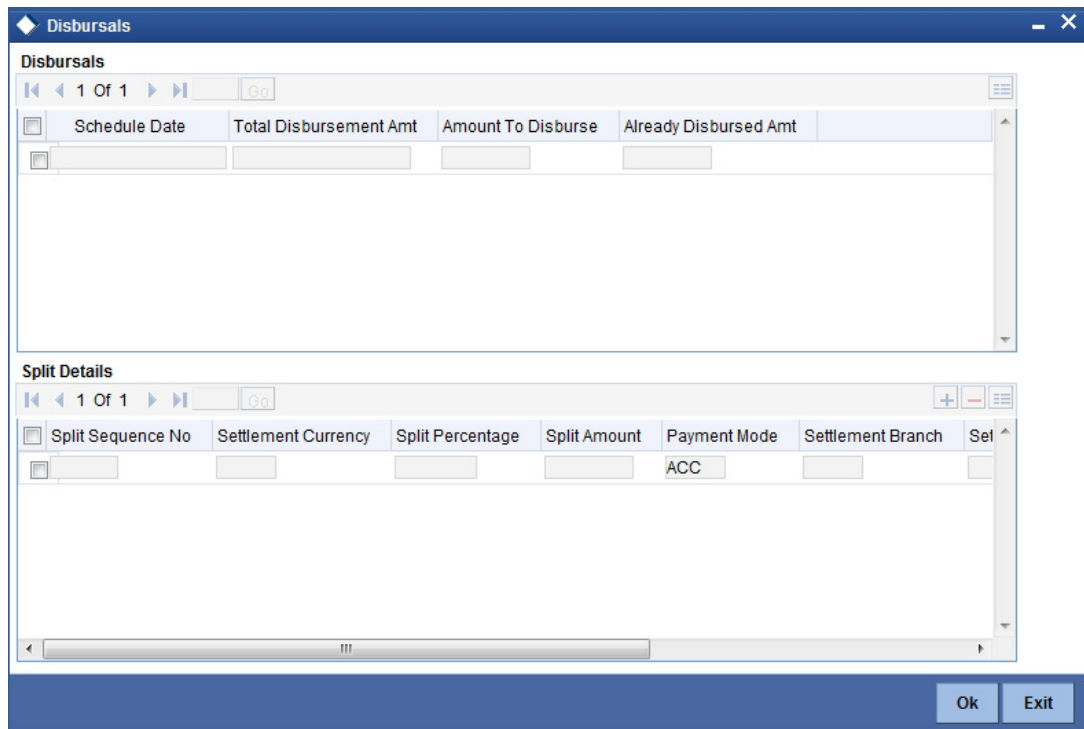 Disbursals
Disbursals
1 Of 1 Go
Schedule Date Total Disbursement Amt Amount To Disburse Already Disbursed Amt
Split Details
1 Of 1 Go
Split Sequence No Settlement Currency Split Percentage Split Amount Payment Mode Settlement Branch Set
ACC
Ok Exit